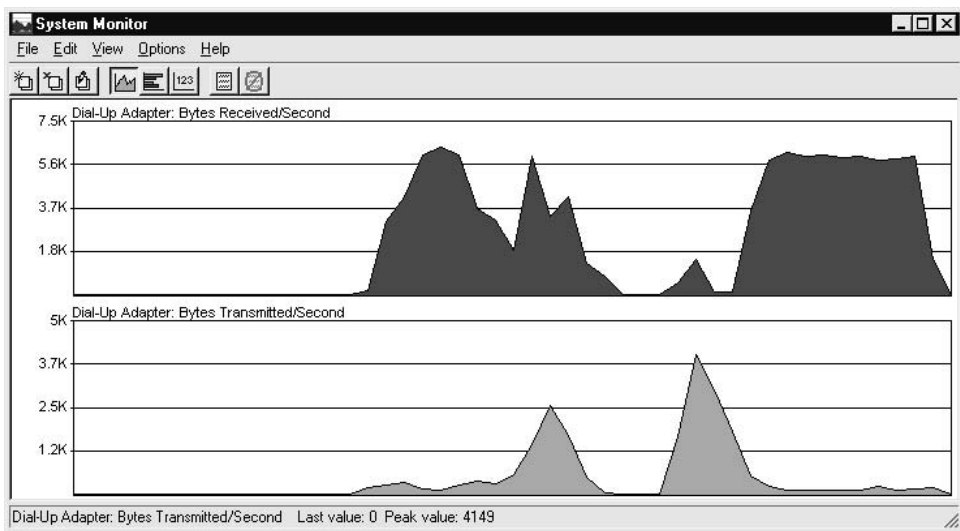 System Monitor
File Edit View Options Help
123
Dial-Up Adapter: Bytes Received/Second
7.5K
5.6K
3.7K
1.8K
Dial-Up Adapter: Bytes Transmitted/Second
5K
3.7K
2.5K
1.2K
Dial-Up Adapter: Bytes Transmitted/Second Last value: 0 Peak value: 4149